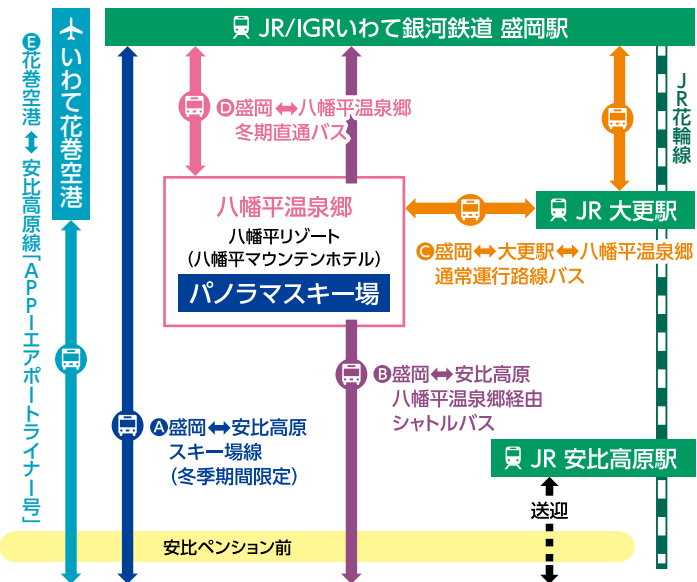 JR/IGRいわて銀河鉄道 盛岡駅
いわて花巻空港
Ⓔ花巻空港⬌安比高原線「APPIエアポートライナー号」
JR花輪線
Ⓓ盛岡⬌八幡平温泉郷
冬期直通バス
八幡平温泉郷
八幡平リゾート
（八幡平マウンテンホテル）
パノラマスキー場
JR 大更駅
Ⓒ盛岡⬌大更駅⬌八幡平温泉郷
通常運行路線バス
Ⓑ盛岡⬌安比高原
八幡平温泉郷経由
シャトルバス
Ⓐ盛岡⬌安比高原
スキー場線
（冬季期間限定）
JR 安比高原駅
送迎
安比ペンション前